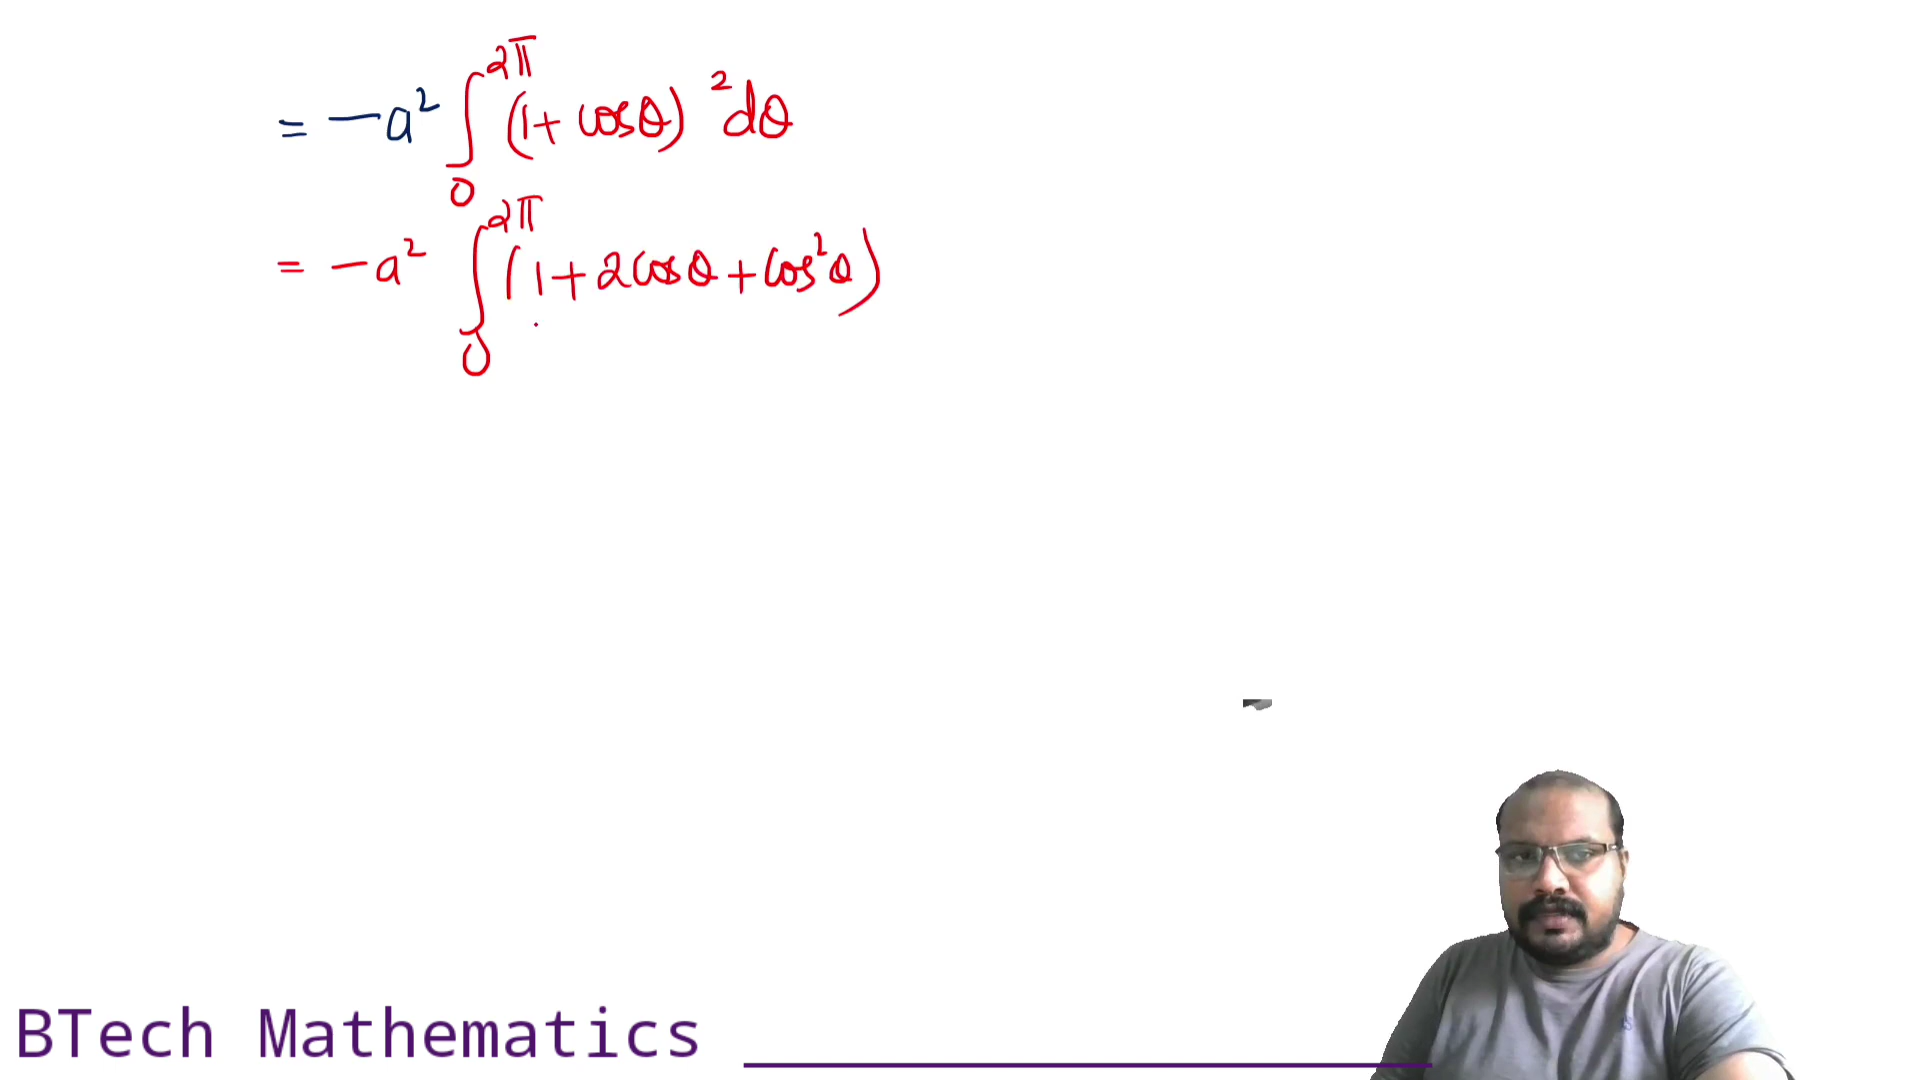 = -a² ∫₀^2π (1 + cosθ)² dθ
= -a² ∫₀^2π (1 + 2cosθ + cos²θ)
BTech Mathematics